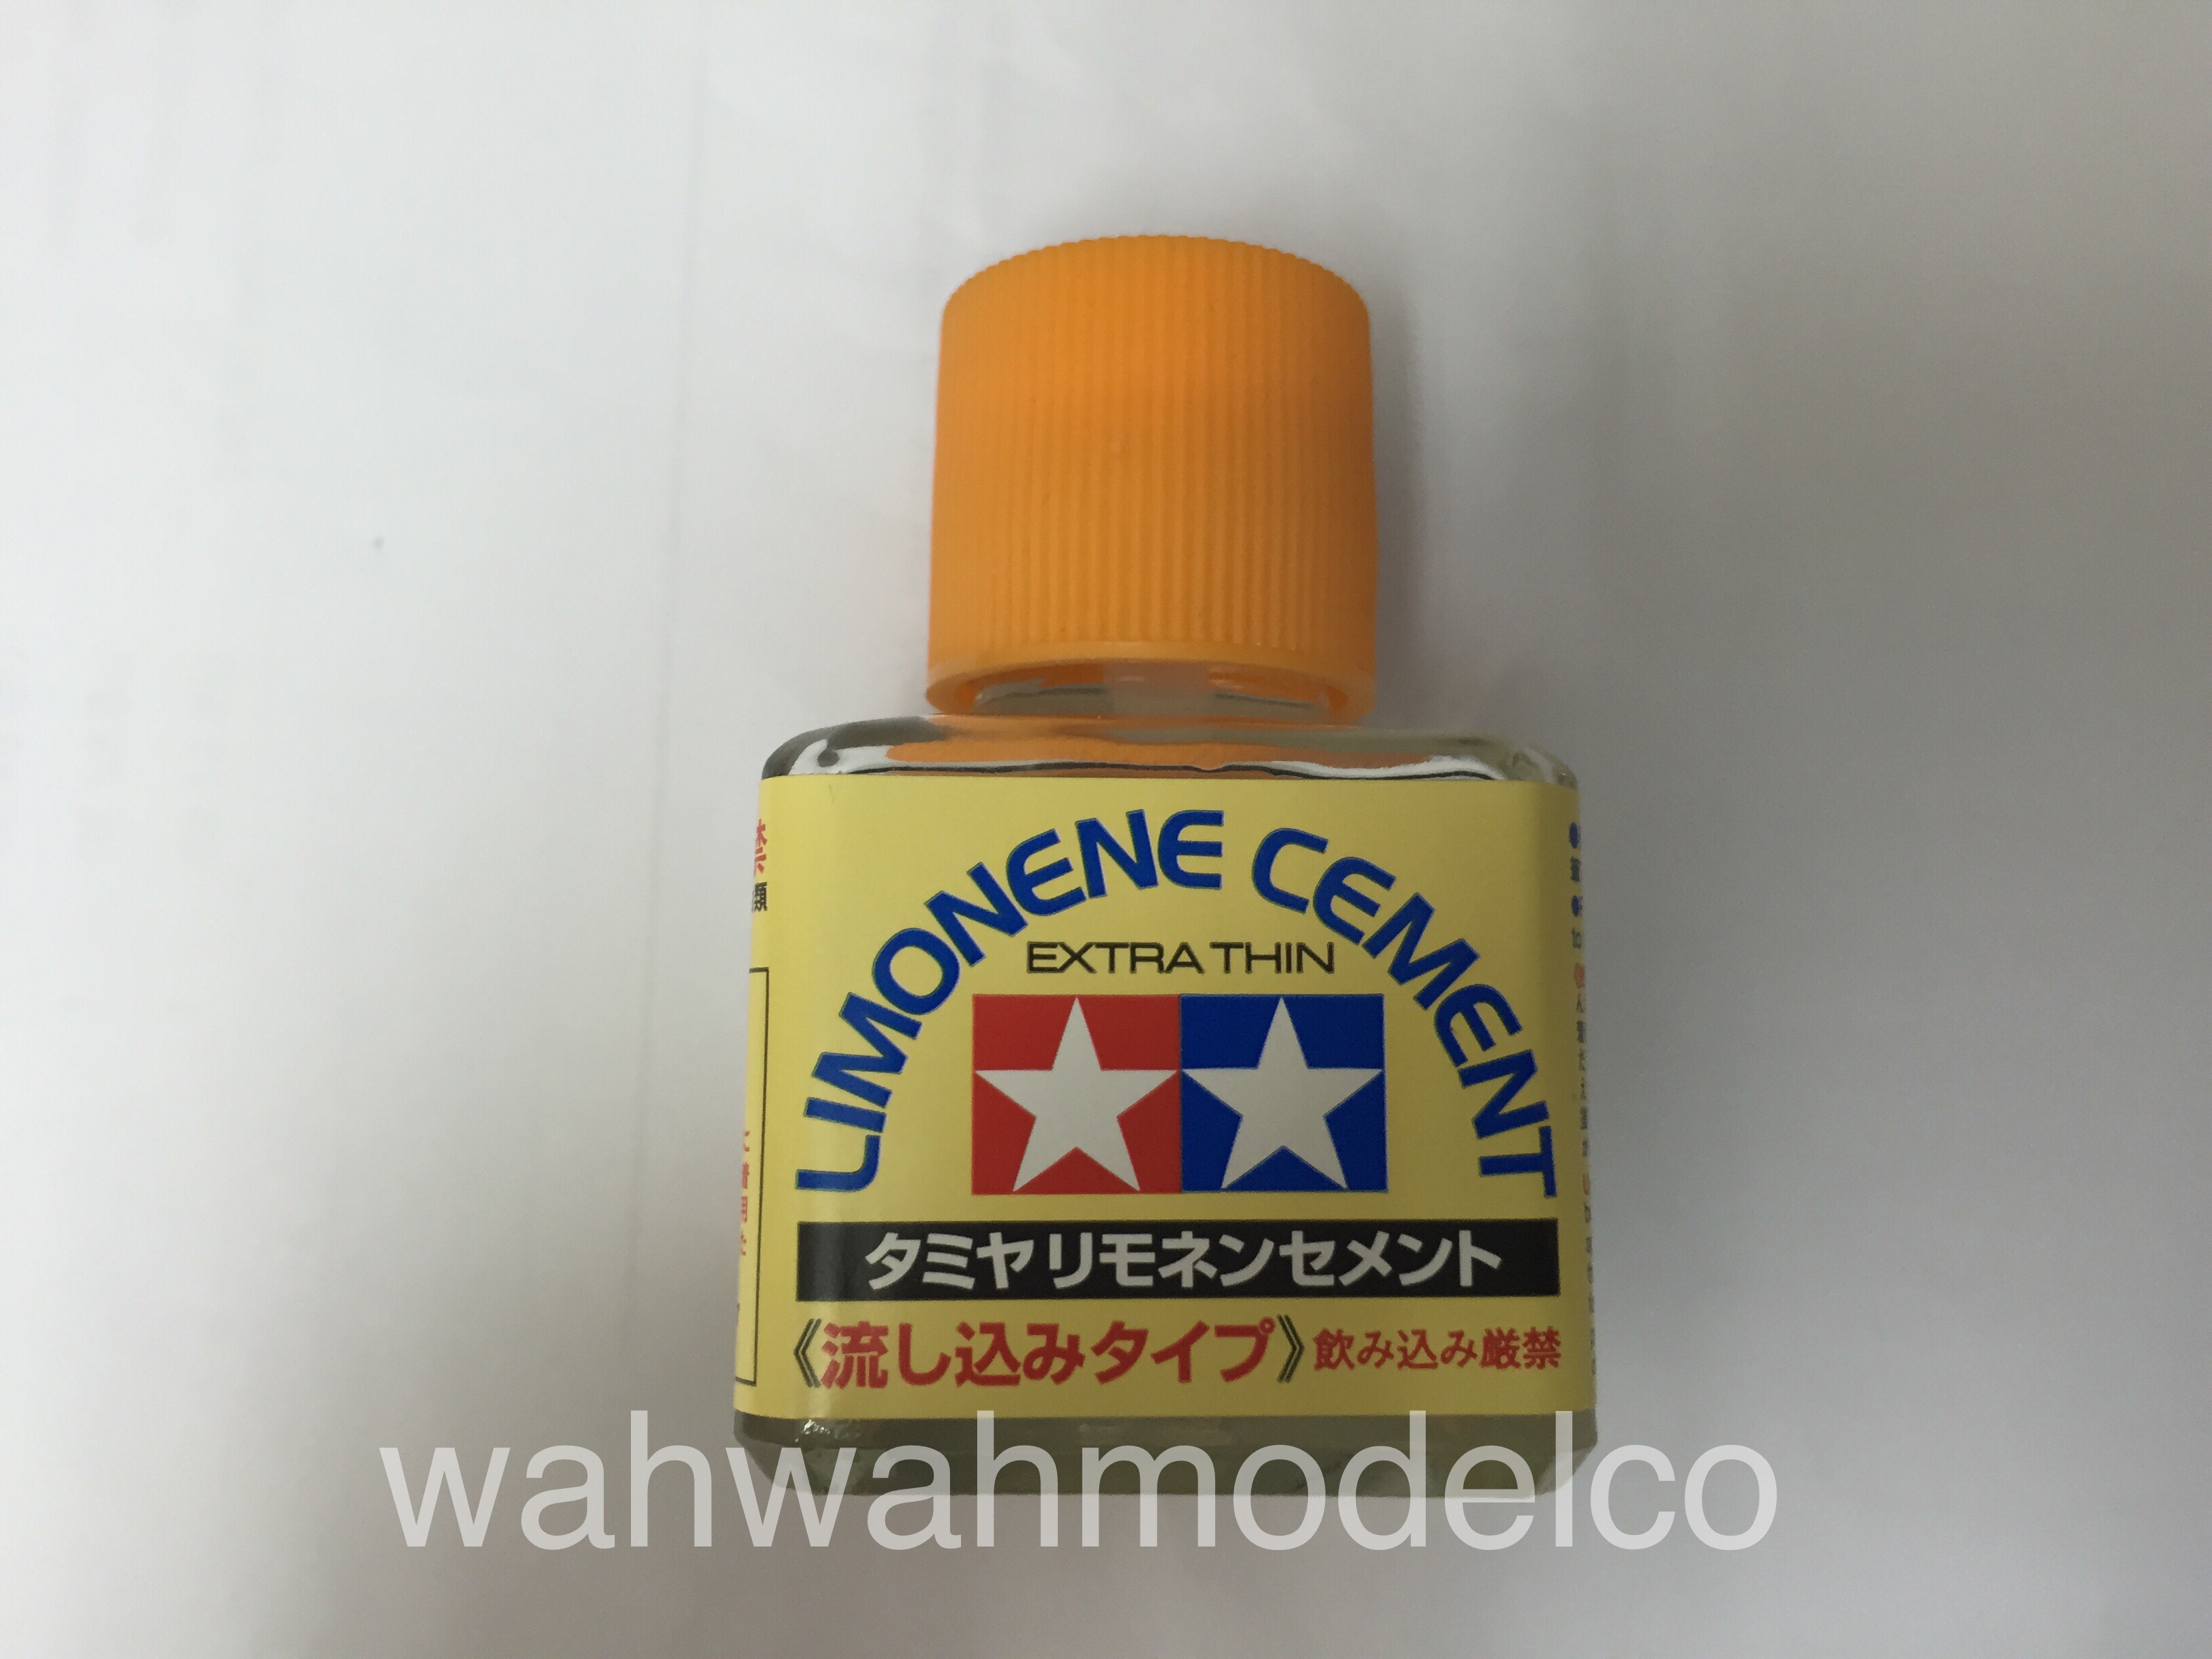 LIMONENE CEMENT
EXTRA THIN
タミヤリモネンセメント
《流し込みタイプ》飲み込み厳禁
wahwahmodelco